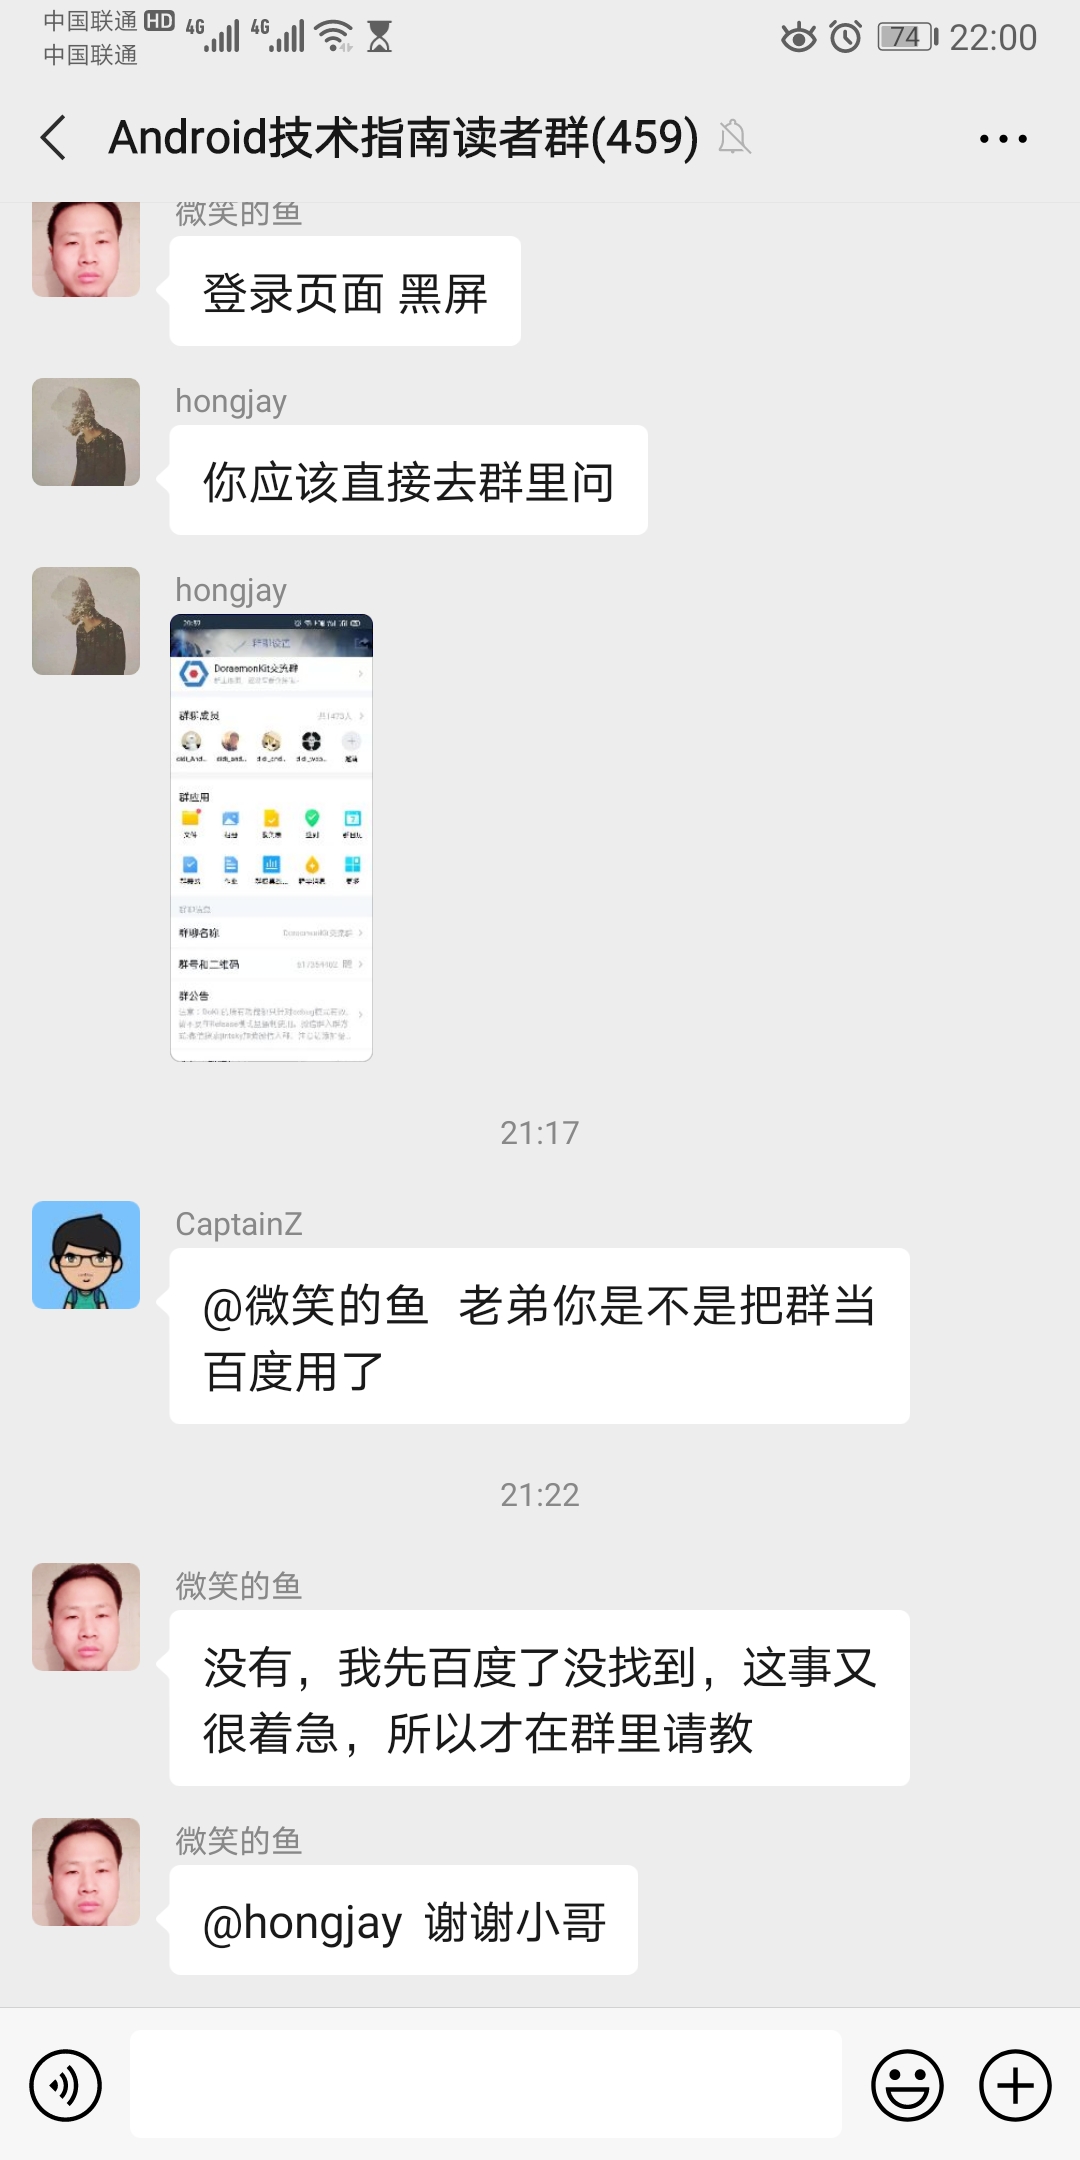 中国联通 HD 4G 4G 74 22:00
中国联通
Android技术指南读者群(459)
微笑的鱼
登录页面 黑屏
hongjay
你应该直接去群里问
hongjay
DoraemonKit交流群
群聊成员
群应用
文件
更多
群聊名称
群号和二维码
群公告
21:17
CaptainZ
@微笑的鱼 老弟你是不是把群当
百度用了
21:22
微笑的鱼
没有，我先百度了没找到，这事又
很着急，所以才在群里请教
微笑的鱼
@hongjay 谢谢小哥